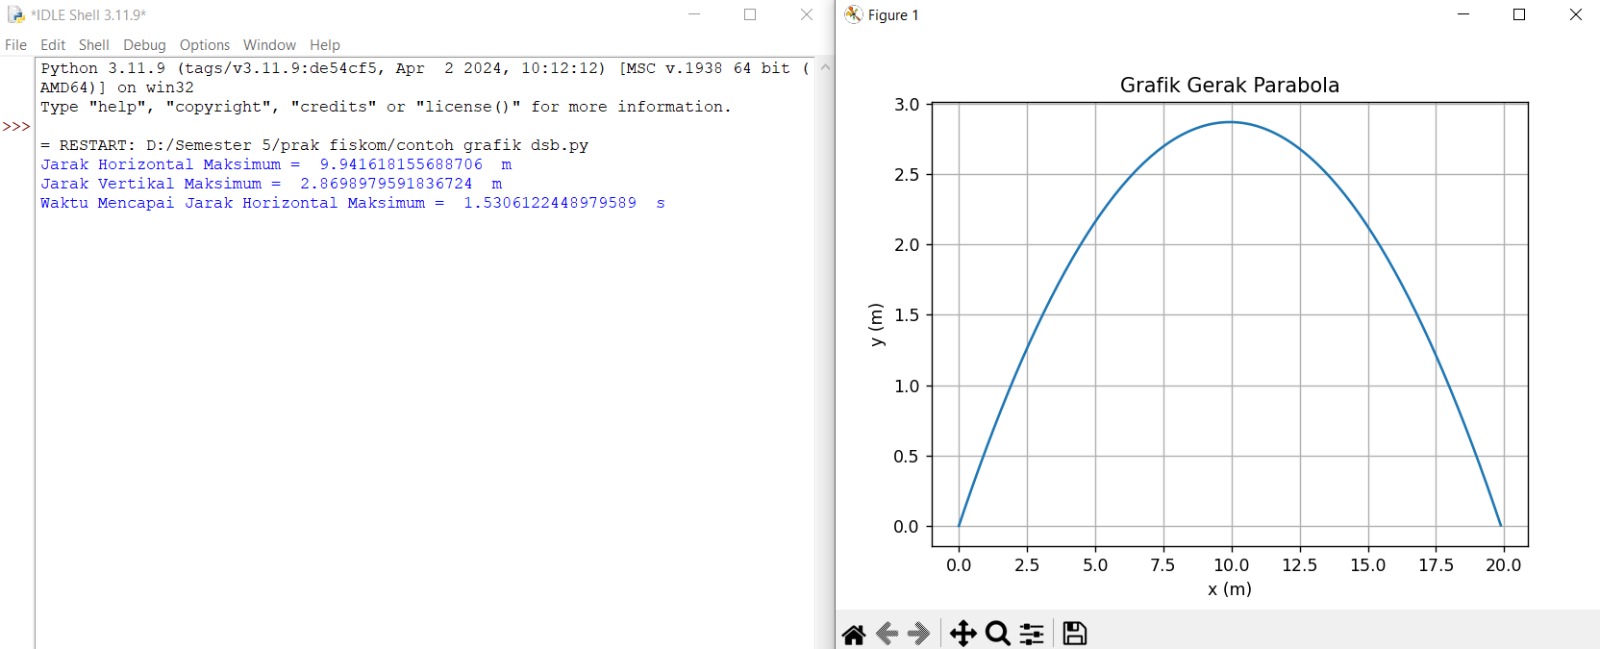 *IDLE Shell 3.11.9*
File Edit Shell Debug Options Window Help
Python 3.11.9 (tags/v3.11.9:de54cf5, Apr  2 2024, 10:12:12) [MSC v.1938 64 bit (
AMD64)] on win32
Type "help", "copyright", "credits" or "license()" for more information.
>>>
= RESTART: D:/Semester 5/prak fiskom/contoh grafik dsb.py
Jarak Horizontal Maksimum =  9.941618155688706  m
Jarak Vertikal Maksimum =  2.8698979591836724  m
Waktu Mencapai Jarak Horizontal Maksimum =  1.5306122448979589  s
Figure 1
Grafik Gerak Parabola
3.0
2.5
2.0
1.5
1.0
0.5
0.0
y (m)
0.0 2.5 5.0 7.5 10.0 12.5 15.0 17.5 20.0
x (m)